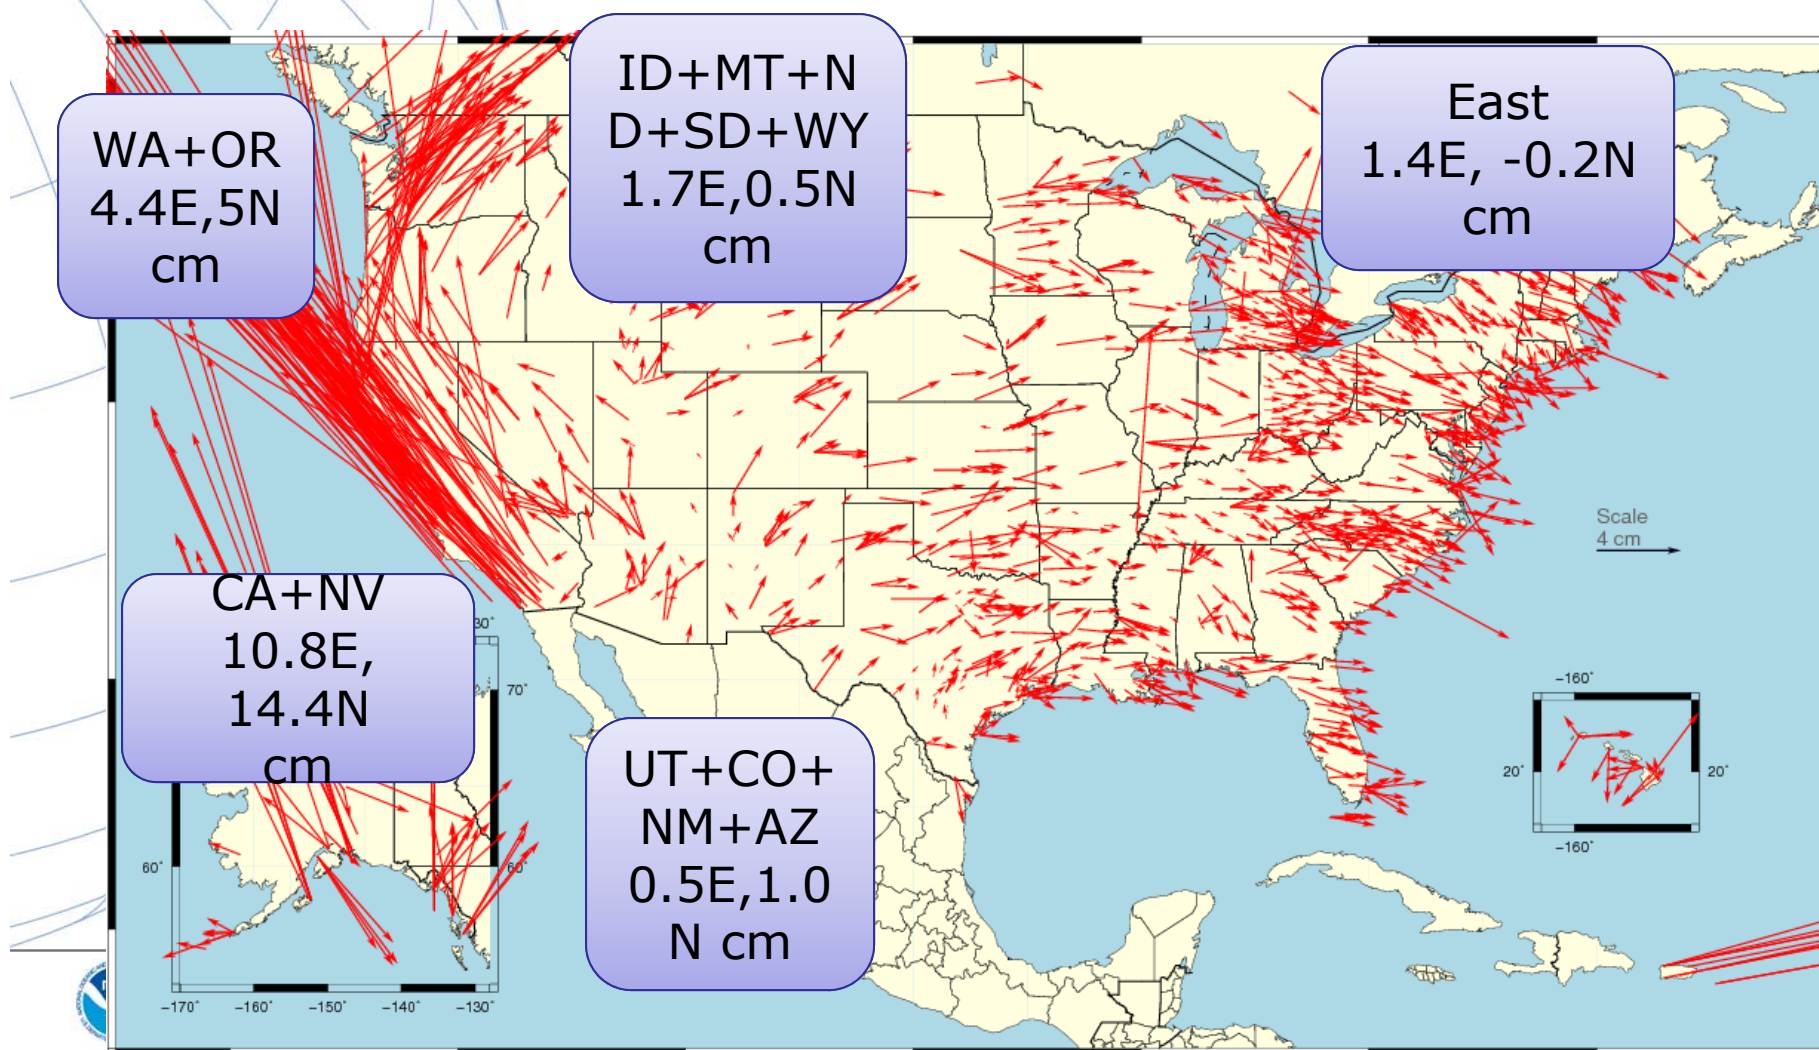 WA+OR
4.4E,5N
cm
ID+MT+N
D+SD+WY
1.7E,0.5N
cm
East
1.4E, -0.2N
cm
Scale
4 cm
CA+NV
10.8E,
14.4N
cm
UT+CO+
NM+AZ
0.5E,1.0
N cm
30°
70°
60°
60°
-170°
-160°
-150°
-140°
-130°
-160°
20°
20°
-160°